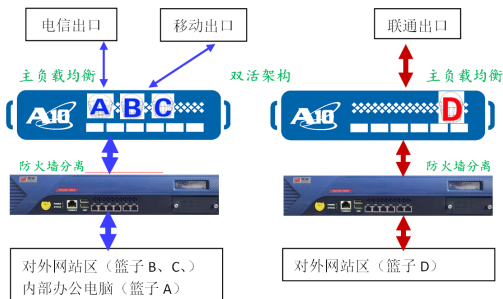 电信出口
移动出口
联通出口
主负载均衡
双活架构
主负载均衡
A B C
D
A10
A10
防火墙分离
防火墙分离
对外网站区（篮子 B、C、）
内部办公电脑（篮子 A）
对外网站区（篮子 D）